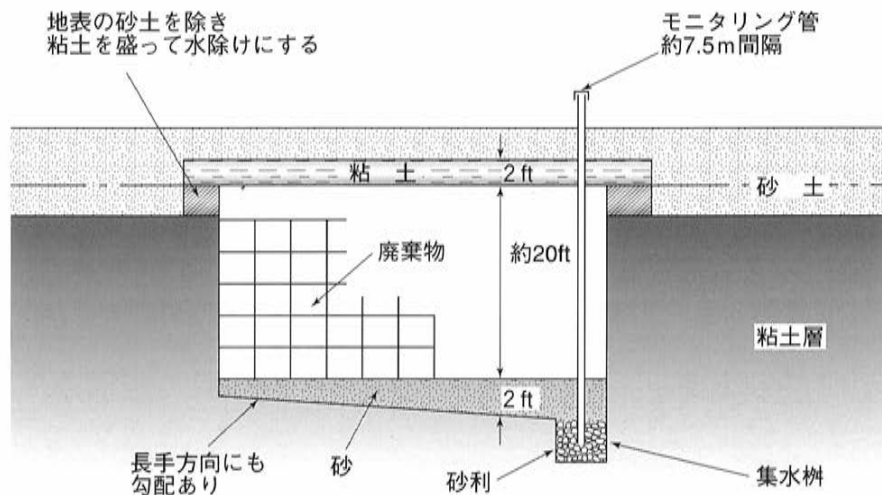 地表の砂土を除き
粘土を盛って水除けにする
モニタリング管
約7.5m間隔
粘 土
2 ft
砂 土
廃棄物
約20ft
粘土層
2 ft
長手方向にも
勾配あり
砂
砂利
集水桝